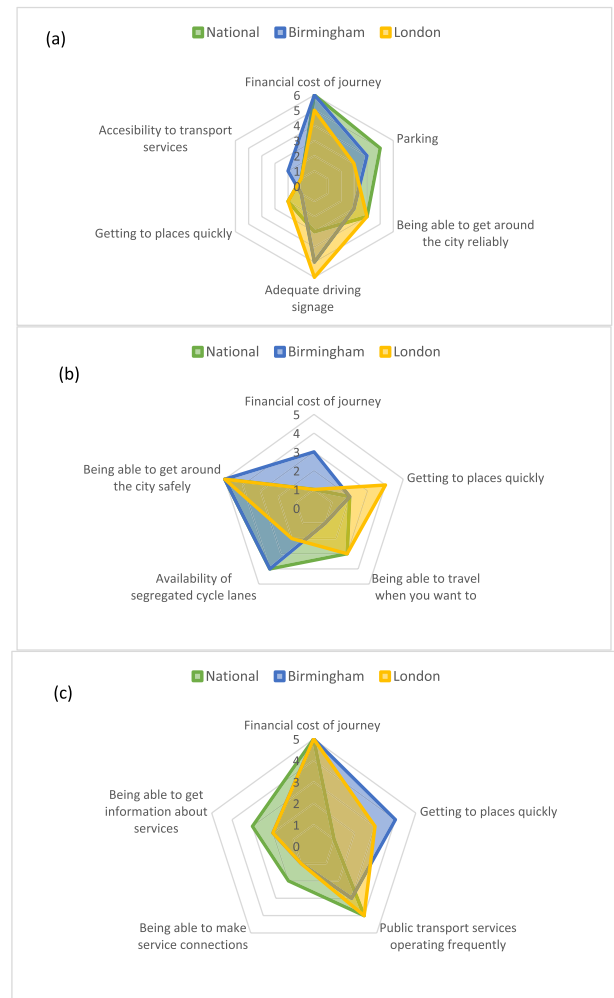 (a)
National Birmingham London
Financial cost of journey
6
5
4
3
2
1
0
Accesibility to transport
services
Parking
Getting to places quickly
Being able to get around
the city reliably
Adequate driving
signage
(b)
National Birmingham London
Financial cost of journey
5
4
3
2
1
0
Being able to get around
the city safely
Getting to places quickly
Availability of
segregated cycle lanes
Being able to travel
when you want to
(c)
National Birmingham London
Financial cost of journey
5
4
3
2
1
0
Being able to get
information about
services
Getting to places quickly
Being able to make
service connections
Public transport services
operating frequently